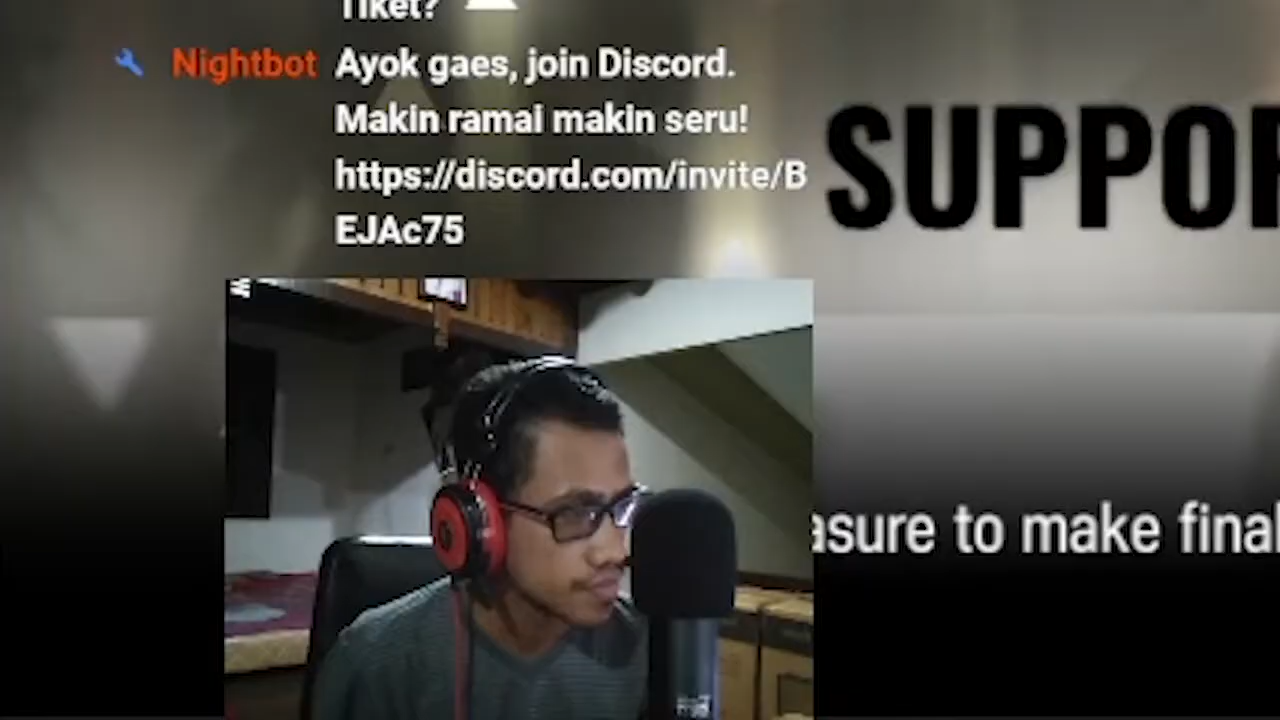 Tiket?
Nightbot Ayok gaes, join Discord.
Makin ramai makin seru!
https://discord.com/invite/B
EJAc75
SUPPOR
asure to make final